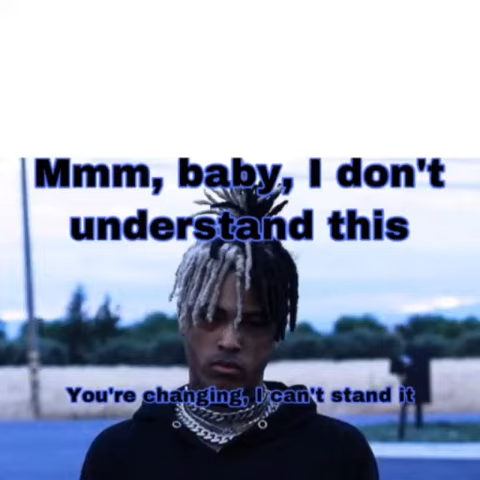 Mmm, baby, I don't
understand this
You're changing, I can't stand it